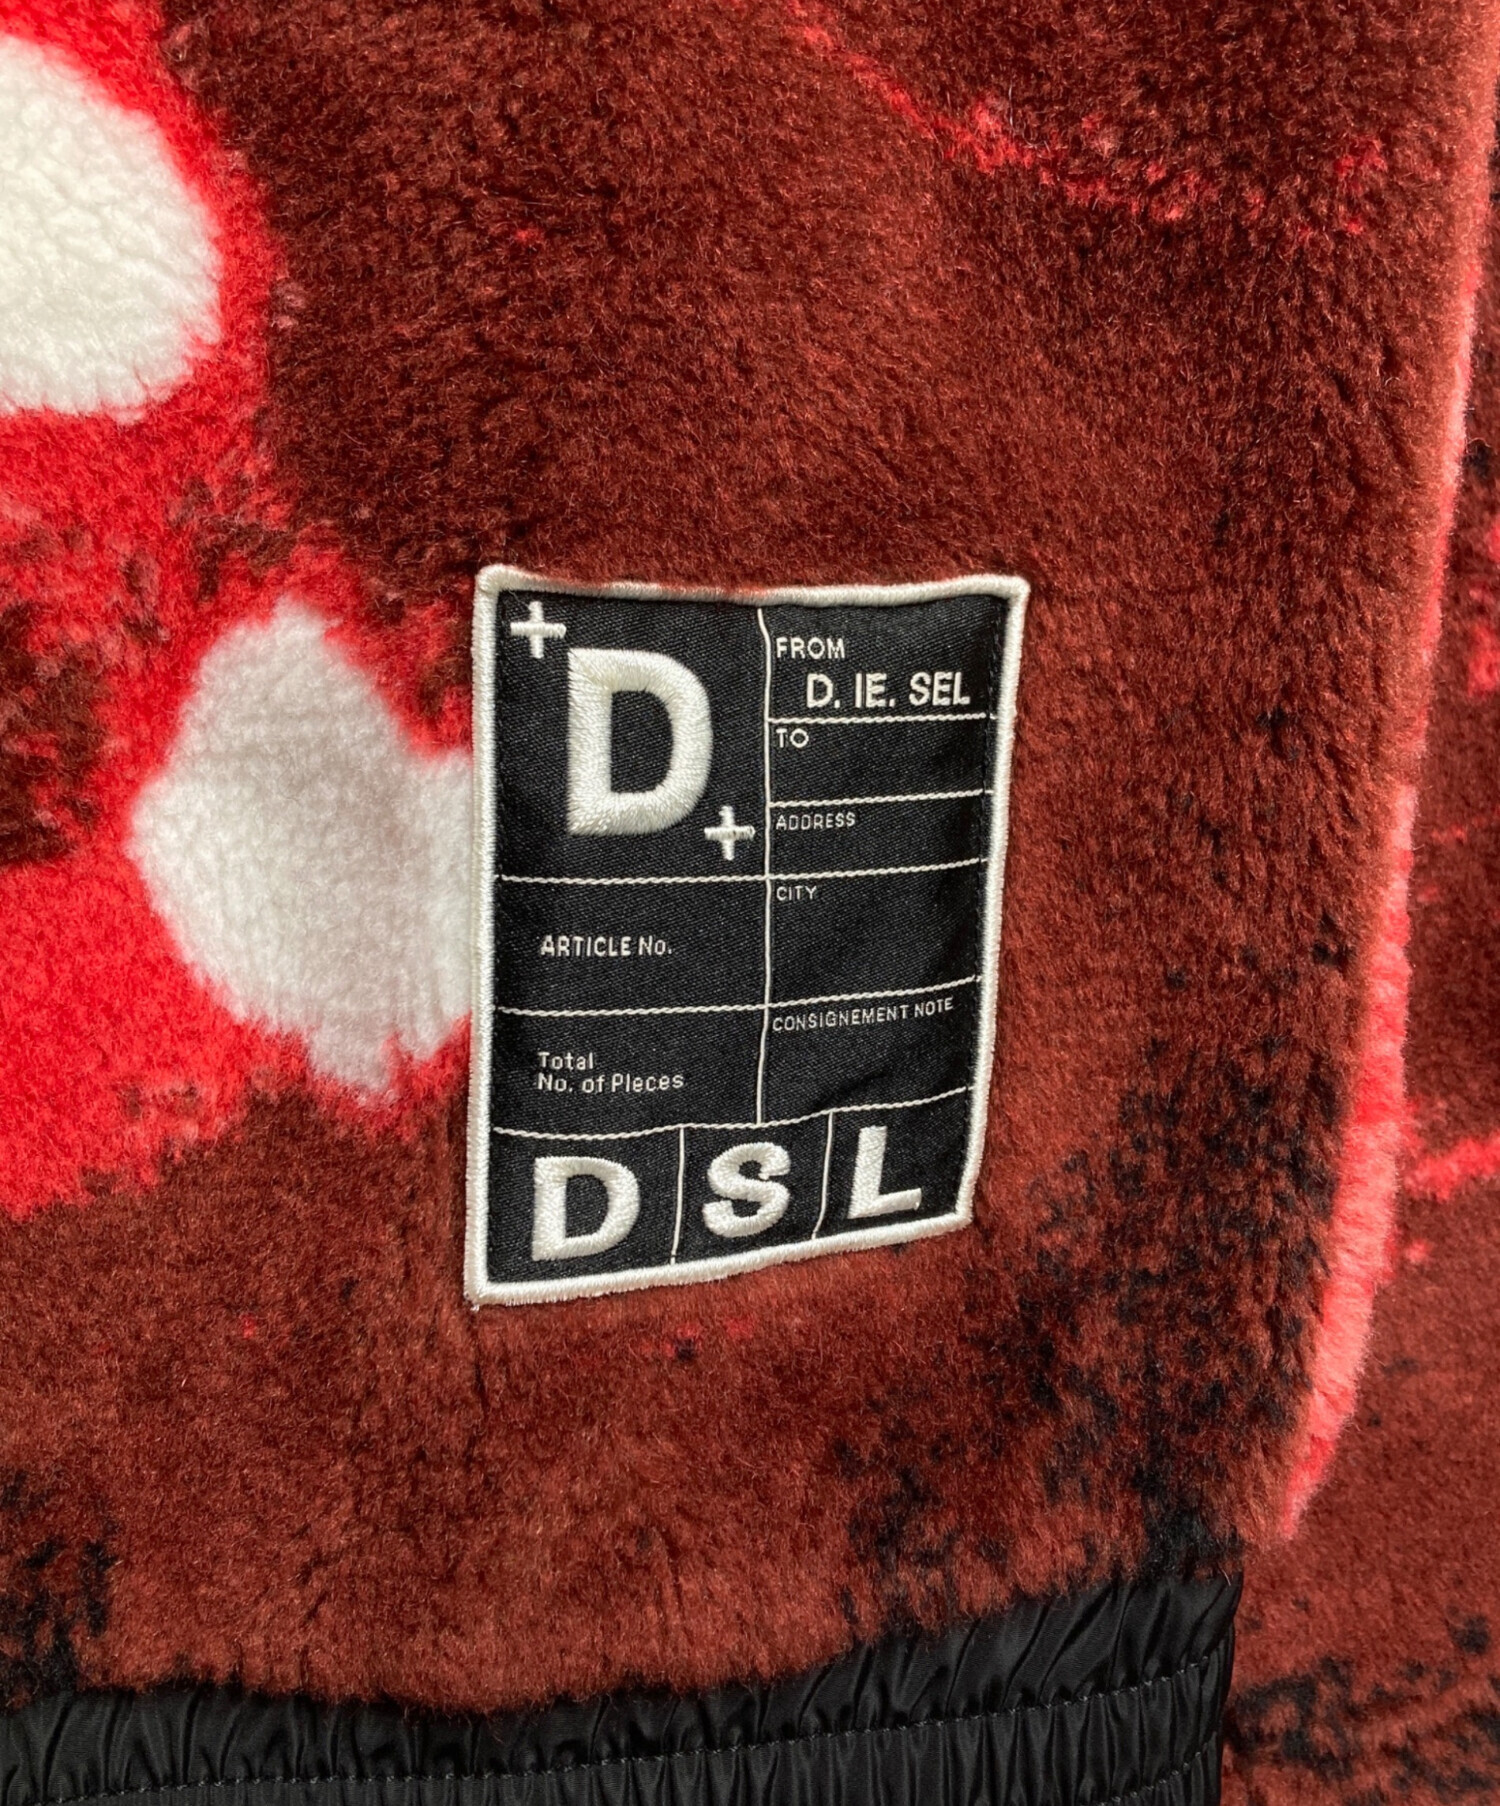 +D+
FROM
D. IE. SEL
TO
ADDRESS
CITY
ARTICLE No.
CONSIGNEMENT NOTE
Total
No. of Pieces
D S L